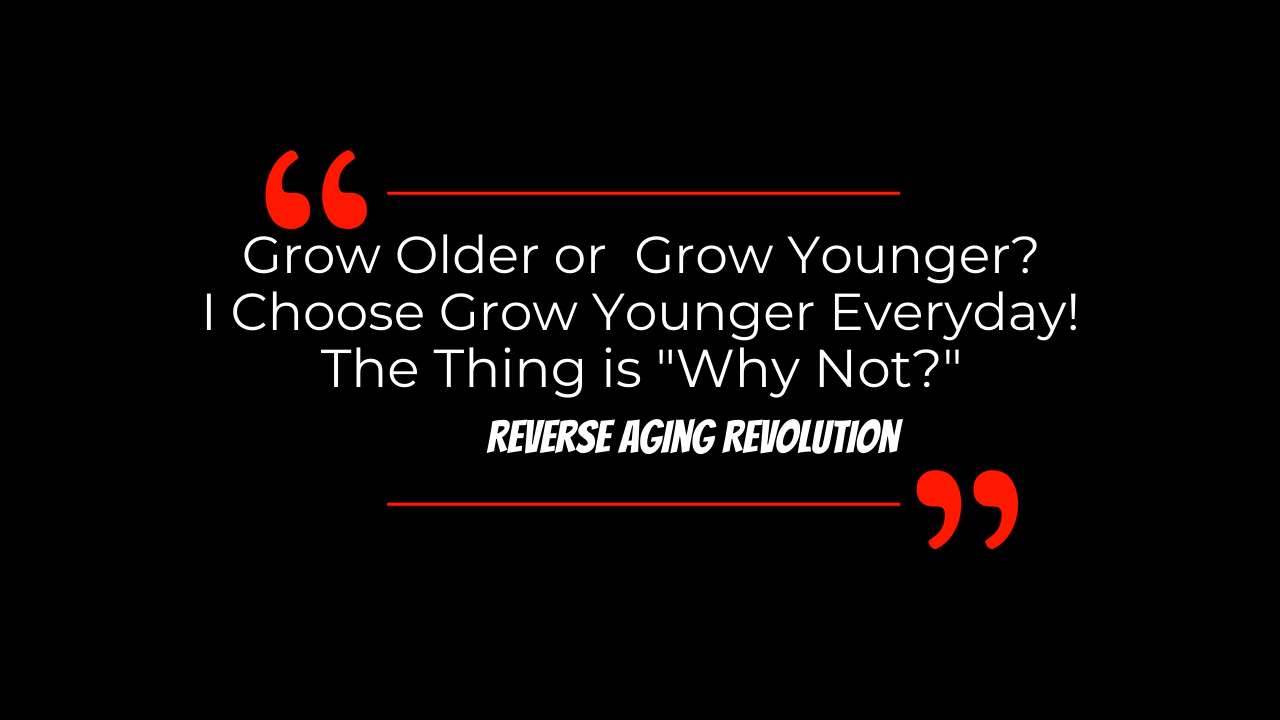 Grow Older or  Grow Younger?
I Choose Grow Younger Everyday!
The Thing is "Why Not?"
REVERSE AGING REVOLUTION